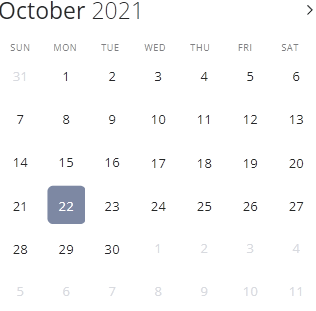 October 2021
SUN MON TUE WED THU FRI SAT
31 1 2 3 4 5 6
7 8 9 10 11 12 13
14 15 16 17 18 19 20
21 22 23 24 25 26 27
28 29 30 1 2 3 4
5 6 7 8 9 10 11